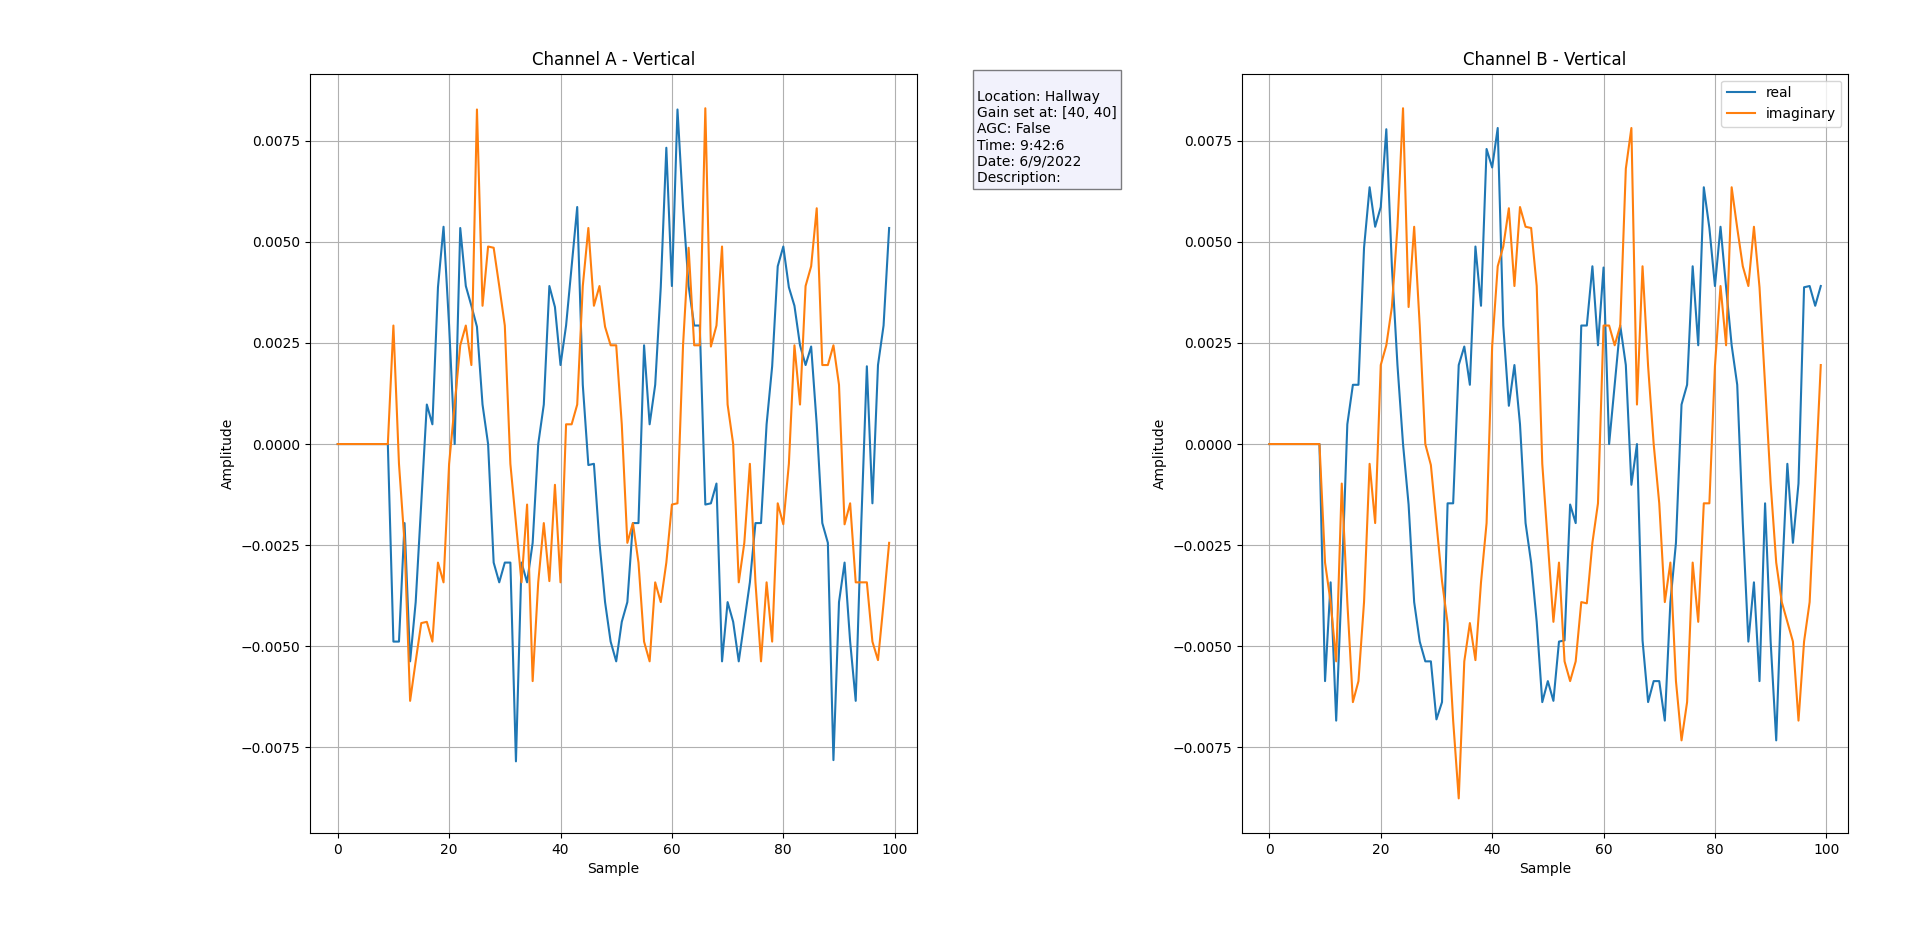 Channel A - Vertical
0.0075
0.0050
0.0025
0.0000
−0.0025
−0.0050
−0.0075
Amplitude
0 20 40 60 80 100
Sample
Location: Hallway
Gain set at: [40, 40]
AGC: False
Time: 9:42:6
Date: 6/9/2022
Description:
Channel B - Vertical
real
imaginary
0.0075
0.0050
0.0025
0.0000
−0.0025
−0.0050
−0.0075
Amplitude
0 20 40 60 80 100
Sample